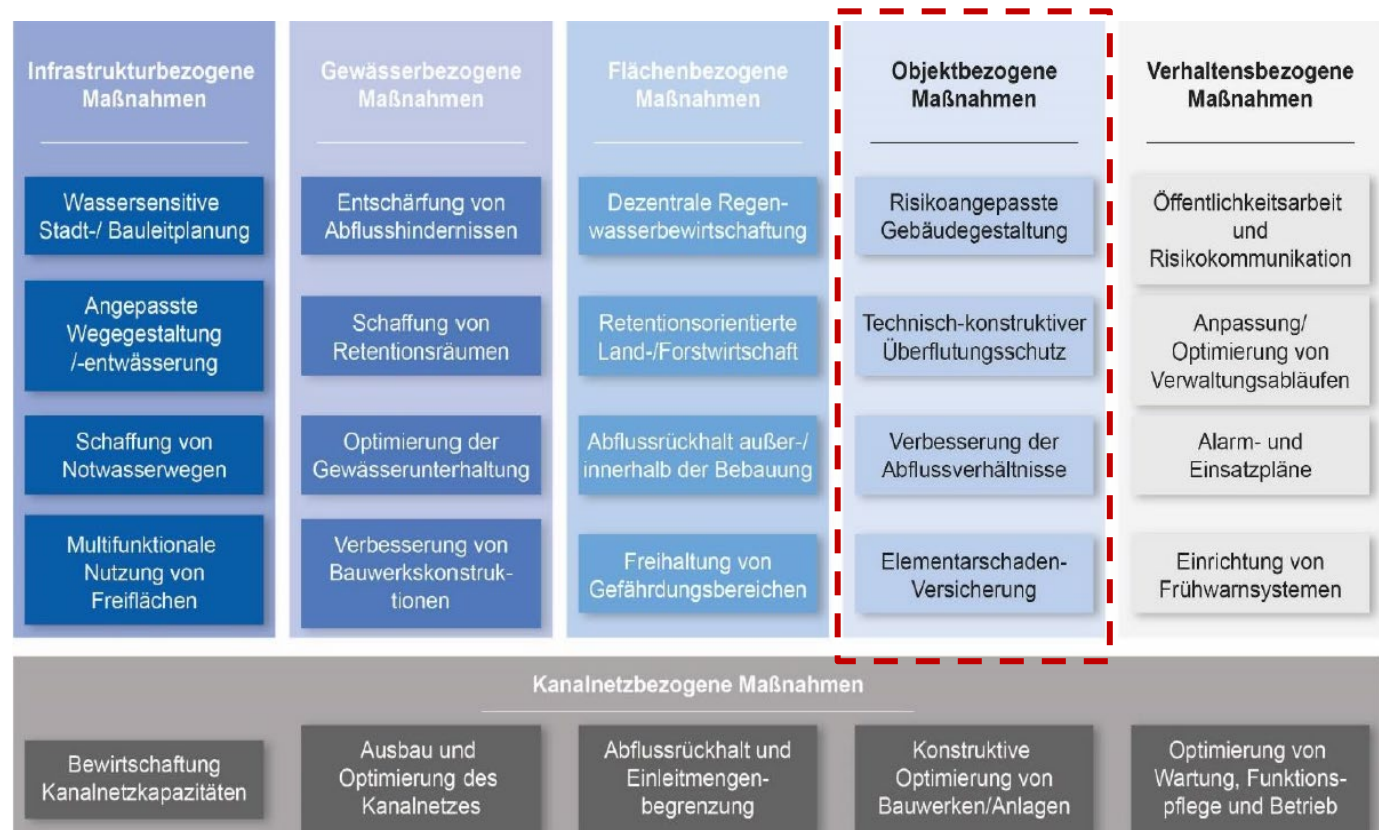 Infrastrukturbezogene
Maßnahmen
Wassersensitive
Stadt-/ Bauleitplanung
Angepasste
Wegegestaltung
/-entwässerung
Schaffung von
Notwasserwegen
Multifunktionale
Nutzung von
Freiflächen
Gewässerbezogene
Maßnahmen
Entschärfung von
Abflusshindernissen
Schaffung von
Retentionsräumen
Optimierung der
Gewässerunterhaltung
Verbesserung von
Bauwerkskonstruk-
tionen
Flächenbezogene
Maßnahmen
Dezentrale Regen-
wasserbewirtschaftung
Retentionsorientierte
Land-/Forstwirtschaft
Abflussrückhalt außer-/
innerhalb der Bebauung
Freihaltung von
Gefährdungsbereichen
Objektbezogene
Maßnahmen
Risikoangepasste
Gebäudegestaltung
Technisch-konstruktiver
Überflutungsschutz
Verbesserung der
Abflussverhältnisse
Elementarschaden-
Versicherung
Verhaltensbezogene
Maßnahmen
Öffentlichkeitsarbeit
und
Risikokommunikation
Anpassung/
Optimierung von
Verwaltungsabläufen
Alarm- und
Einsatzpläne
Einrichtung von
Frühwarnsystemen
Kanalnetzbezogene Maßnahmen
Bewirtschaftung
Kanalnetzkapazitäten
Ausbau und
Optimierung des
Kanalnetzes
Abflussrückhalt und
Einleitmengen-
begrenzung
Konstruktive
Optimierung von
Bauwerken/Anlagen
Optimierung von
Wartung, Funktions-
pflege und Betrieb